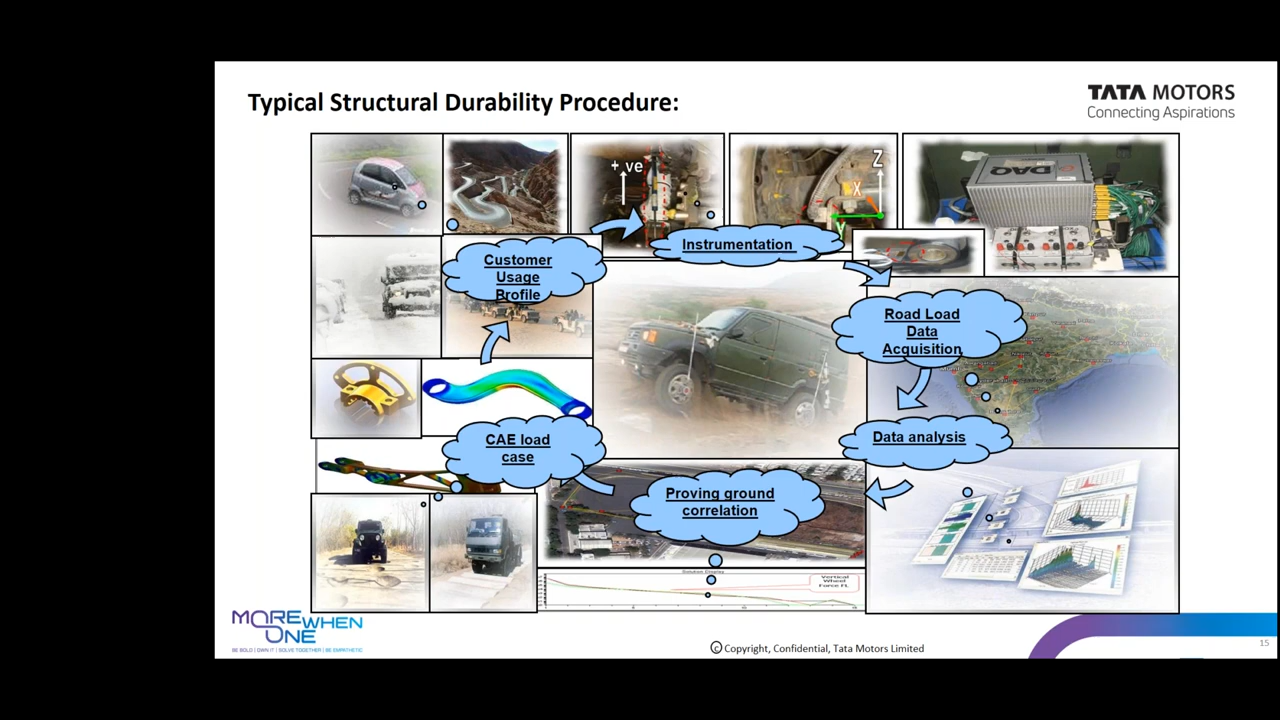 Typical Structural Durability Procedure:
TATA MOTORS
Connecting Aspirations
+ ve
Z
X
Y
DAQ
Customer
Usage
Profile
Instrumentation
Road Load
Data
Acquisition
CAE load
case
Data analysis
Proving ground
correlation
Vertical
Wheel
Force FL
MORE WHEN
ONE
BE BOLD | OWN IT | SOLVE TOGETHER | BE EMPATHETIC
© Copyright, Confidential, Tata Motors Limited
15